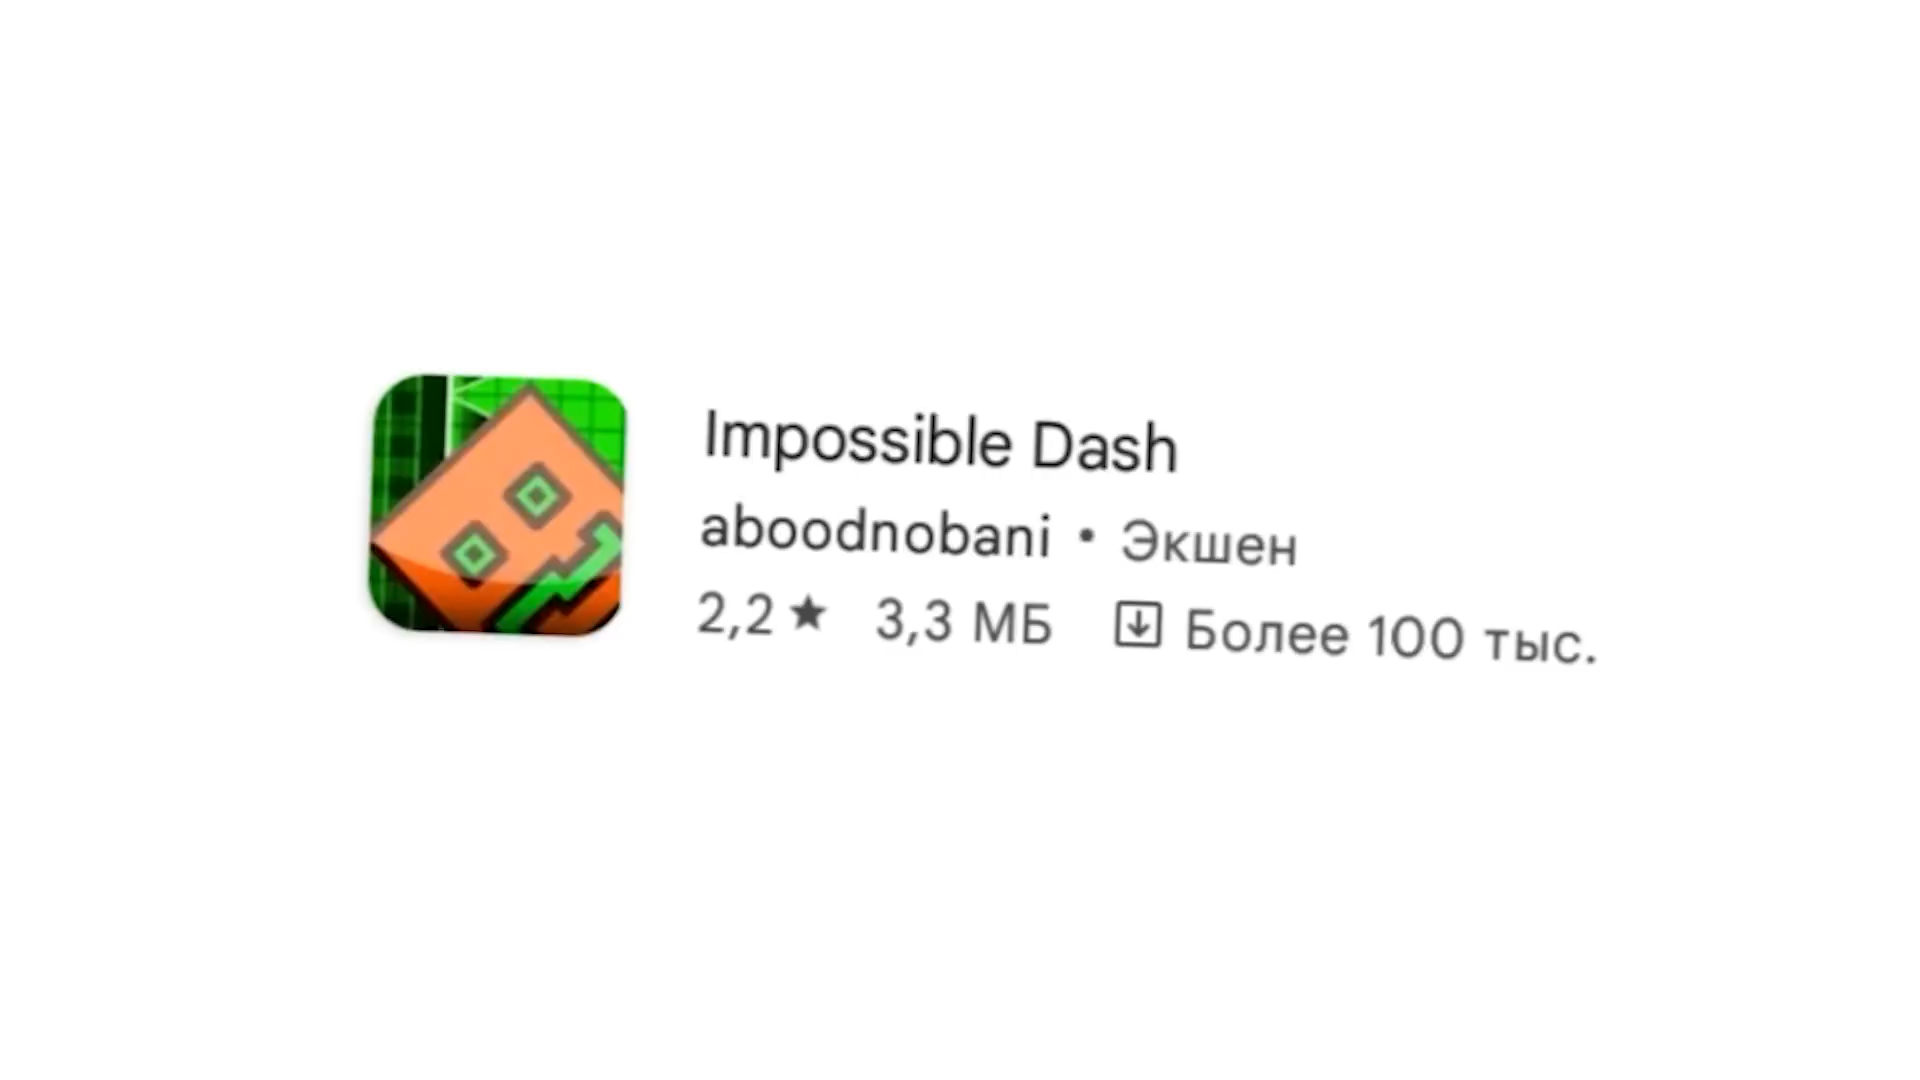 Impossible Dash
aboodnobani • Экшен
2,2★ 3,3 МБ Более 100 тыс.